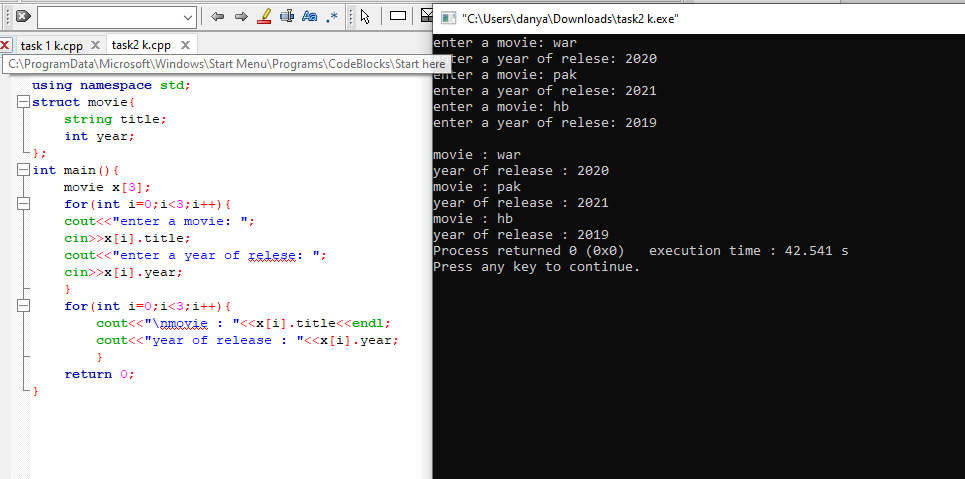 task 1 k.cpp
task2 k.cpp
C:\ProgramData\Microsoft\Windows\Start Menu\Programs\CodeBlocks\Start here
using namespace std;
struct movie{
string title;
int year;
};
int main(){
movie x[3];
for(int i=0;i<3;i++){
cout<<"enter a movie: ";
cin>>x[i].title;
cout<<"enter a year of relese: ";
cin>>x[i].year;
}
for(int i=0;i<3;i++){
cout<<"\nmovie : "<<x[i].title<<endl;
cout<<"year of release : "<<x[i].year;
}
return 0;
}
"C:\Users\danya\Downloads\task2 k.exe"
enter a movie: war
enter a year of relese: 2020
enter a movie: pak
enter a year of relese: 2021
enter a movie: hb
enter a year of relese: 2019
movie : war
year of release : 2020
movie : pak
year of release : 2021
movie : hb
year of release : 2019
Process returned 0 (0x0)   execution time : 42.541 s
Press any key to continue.